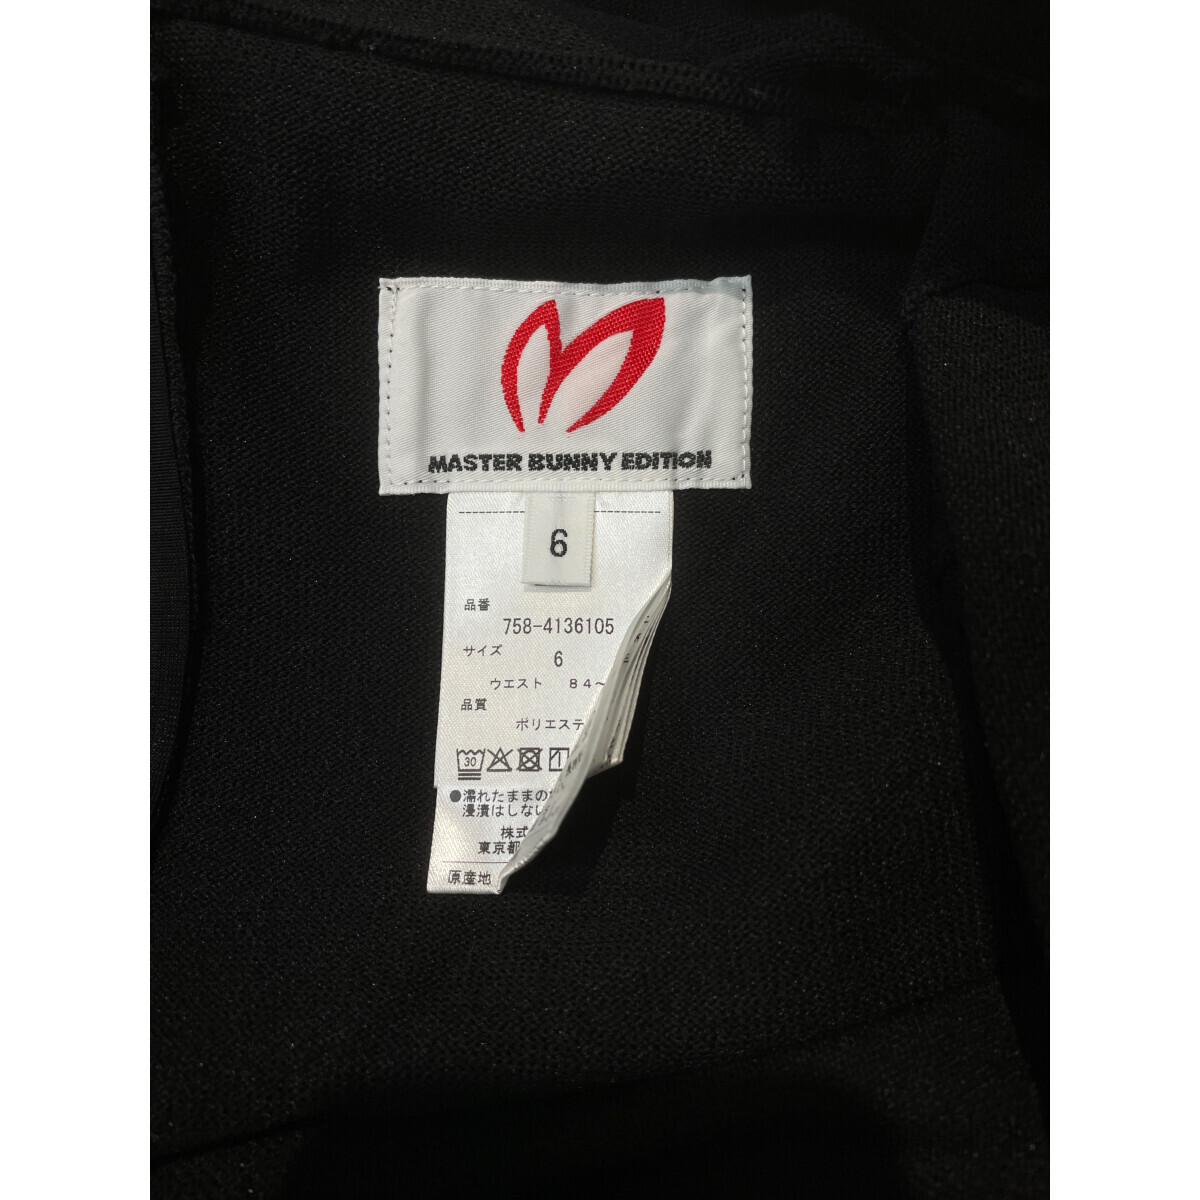 MASTER BUNNY EDITION
6
品番
758-4136105
サイズ
6
ウエスト 84~
品質
ポリエステ
30
●濡れたままの
浸漬はしない
株式
東京都
原産地